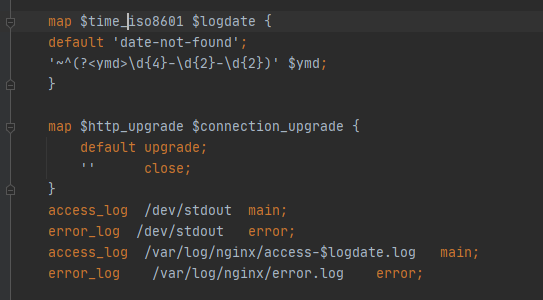 map $time_iso8601 $logdate {
default 'date-not-found';
'~^(?<ymd>\d{4}-\d{2}-\d{2})' $ymd;
}
map $http_upgrade $connection_upgrade {
default upgrade;
'' close;
}
access_log /dev/stdout main;
error_log /dev/stdout error;
access_log /var/log/nginx/access-$logdate.log main;
error_log /var/log/nginx/error.log error;